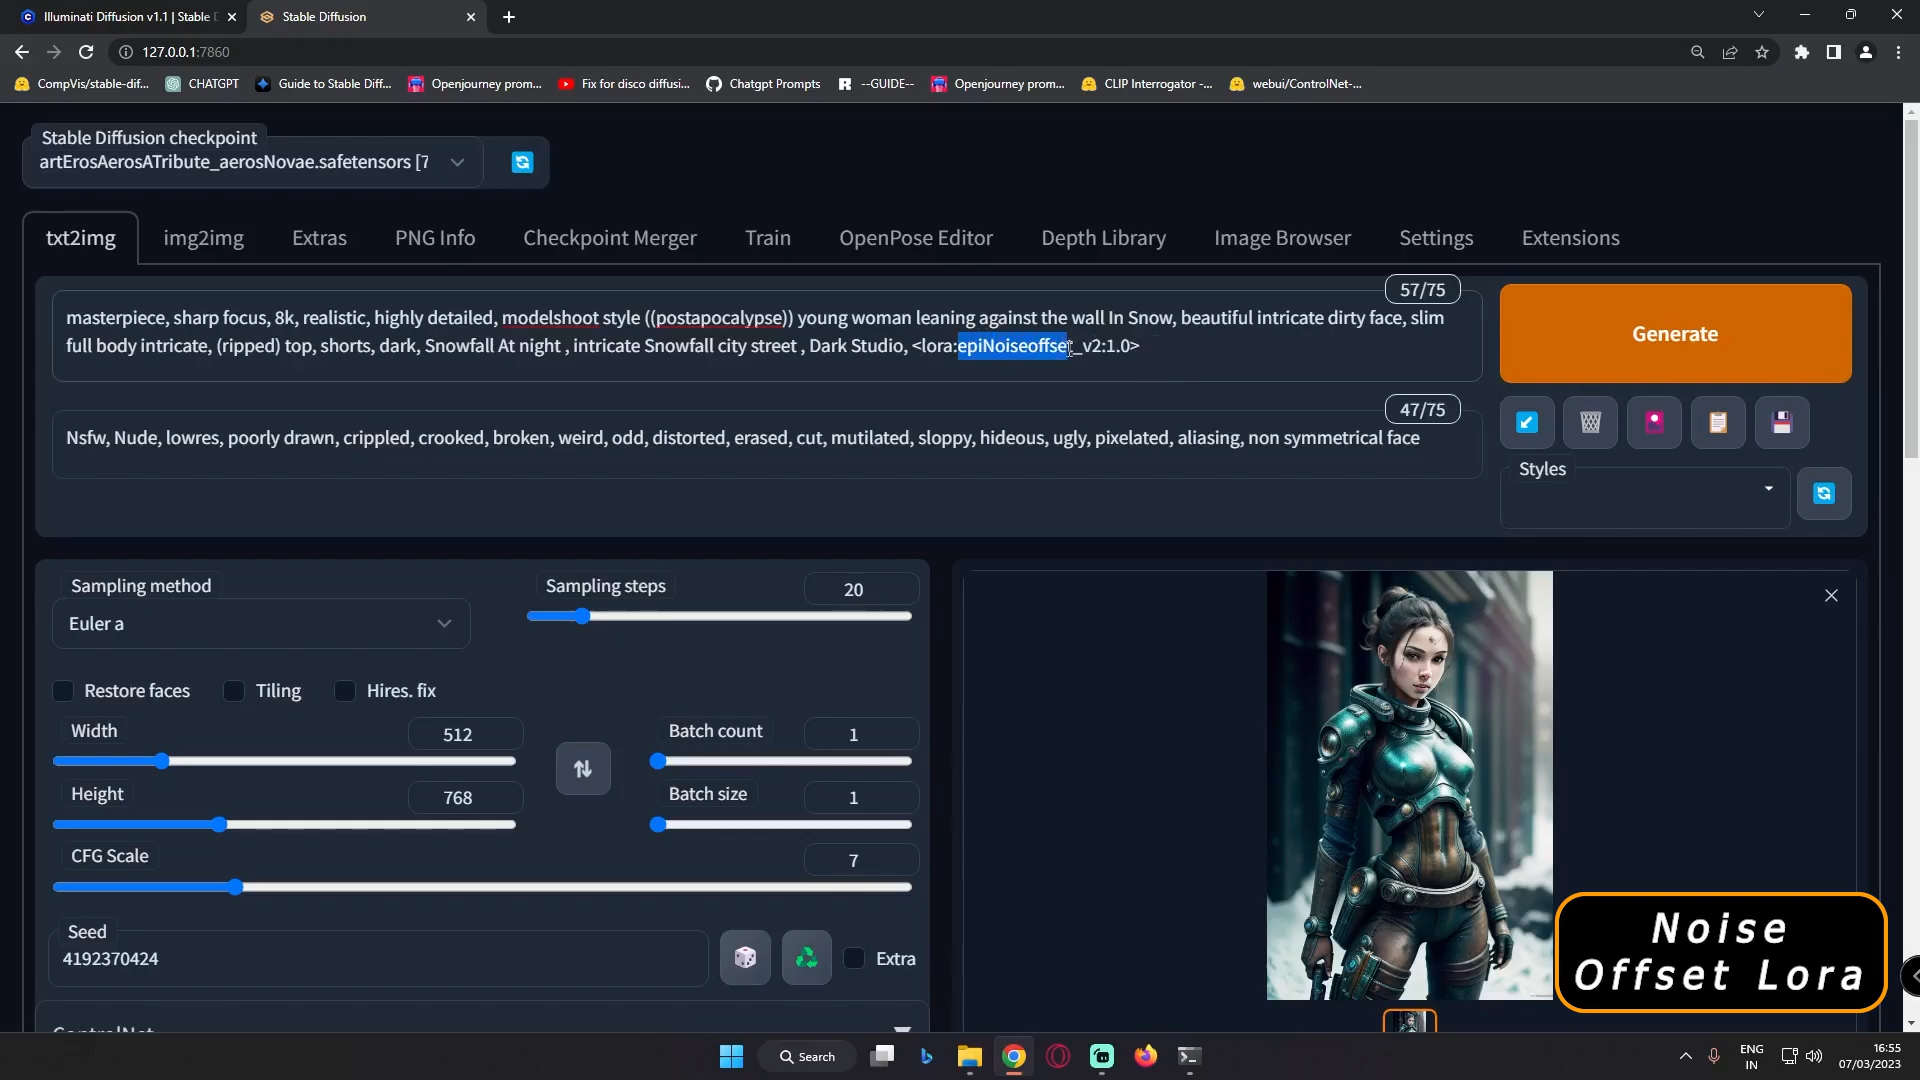 Illuminati Diffusion v1.1 | Stable D
Stable Diffusion
127.0.0.1:7860
CompVis/stable-dif...
CHATGPT
Guide to Stable Diff...
Openjourney prom...
Fix for disco diffusi...
Chatgpt Prompts
--GUIDE--
Openjourney prom...
CLIP Interrogator -...
webui/ControlNet-...
Stable Diffusion checkpoint
artErosAerosATribute_aerosNovae.safetensors [7
txt2img
img2img
Extras
PNG Info
Checkpoint Merger
Train
OpenPose Editor
Depth Library
Image Browser
Settings
Extensions
57/75
masterpiece, sharp focus, 8k, realistic, highly detailed, modelshoot style ((postapocalypse)) young woman leaning against the wall In Snow, beautiful intricate dirty face, slim
full body intricate, (ripped) top, shorts, dark, Snowfall At night , intricate Snowfall city street , Dark Studio, <lora:epiNoiseoffset_v2:1.0>
Generate
47/75
Nsfw, Nude, lowres, poorly drawn, crippled, crooked, broken, weird, odd, distorted, erased, cut, mutilated, sloppy, hideous, ugly, pixelated, aliasing, non symmetrical face
Styles
Sampling method
Euler a
Sampling steps
20
Restore faces
Tiling
Hires. fix
Width
512
Batch count
1
Height
768
Batch size
1
CFG Scale
7
Seed
4192370424
Extra
ControlNet
Noise
Offset Lora
Search
ENG
IN
16:55
07/03/2023